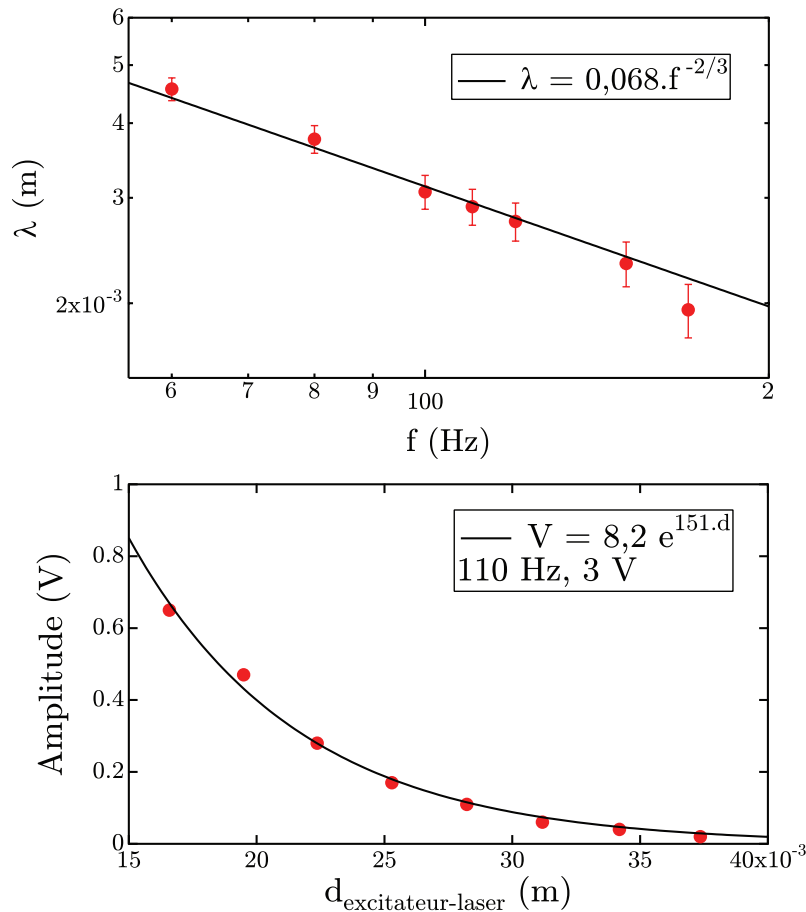 6
5
4
3
2x10-3
λ (m)
λ = 0,068.f -2/3
6 7 8 9 100 2
f (Hz)
1
0.8
0.6
0.4
0.2
0
Amplitude (V)
V = 8,2 e151.d
110 Hz, 3 V
15 20 25 30 35 40x10-3
dexcitateur-laser (m)